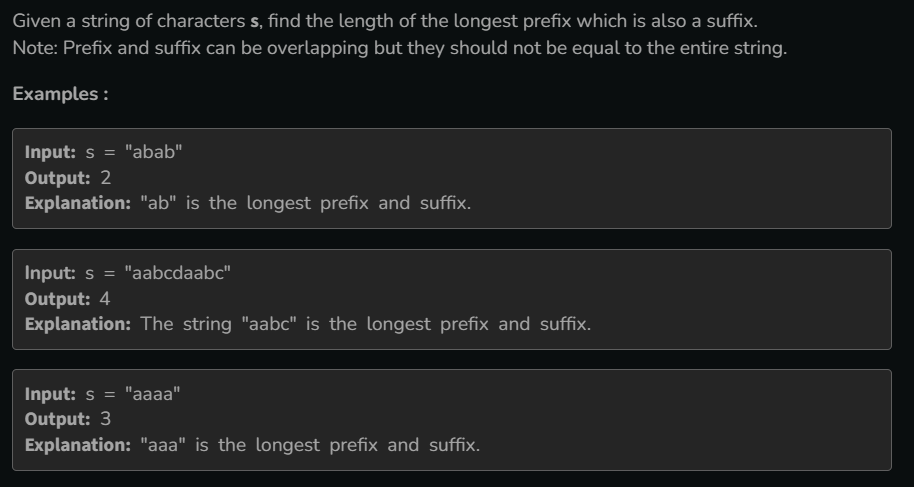 Given a string of characters s, find the length of the longest prefix which is also a suffix.
Note: Prefix and suffix can be overlapping but they should not be equal to the entire string.
Examples :
Input: s = "abab"
Output: 2
Explanation: "ab" is the longest prefix and suffix.
Input: s = "aabcdaabc"
Output: 4
Explanation: The string "aabc" is the longest prefix and suffix.
Input: s = "aaaa"
Output: 3
Explanation: "aaa" is the longest prefix and suffix.